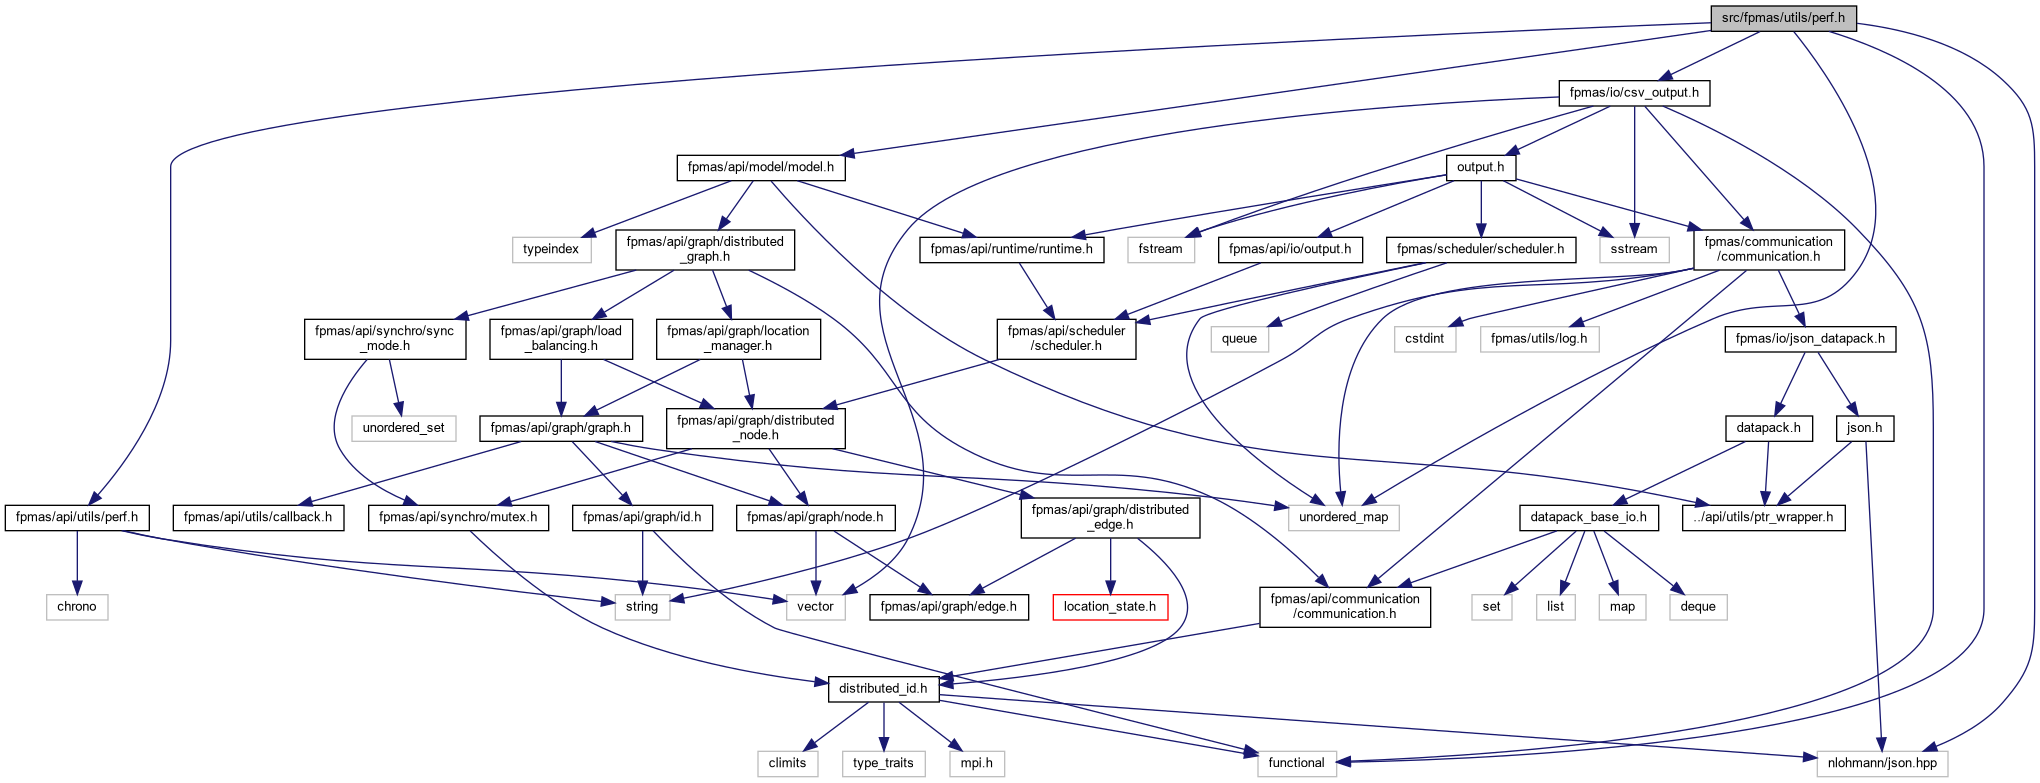 src/fpmas/utils/perf.h
fpmas/io/csv_output.h
fpmas/api/model/model.h
output.h
typeindex
fpmas/api/graph/distributed
_graph.h
fpmas/api/runtime/runtime.h
fstream
fpmas/api/io/output.h
fpmas/scheduler/scheduler.h
sstream
fpmas/communication
/communication.h
fpmas/api/synchro/sync
_mode.h
fpmas/api/graph/load
_balancing.h
fpmas/api/graph/location
_manager.h
fpmas/api/scheduler
/scheduler.h
queue
cstdint
fpmas/utils/log.h
fpmas/io/json_datapack.h
unordered_set
fpmas/api/graph/graph.h
fpmas/api/graph/distributed
_node.h
datapack.h
json.h
fpmas/api/utils/perf.h
fpmas/api/utils/callback.h
fpmas/api/synchro/mutex.h
fpmas/api/graph/id.h
fpmas/api/graph/node.h
fpmas/api/graph/distributed
_edge.h
unordered_map
datapack_base_io.h
../api/utils/ptr_wrapper.h
chrono
string
vector
fpmas/api/graph/edge.h
location_state.h
fpmas/api/communication
/communication.h
set
list
map
deque
distributed_id.h
climits
type_traits
mpi.h
functional
nlohmann/json.hpp